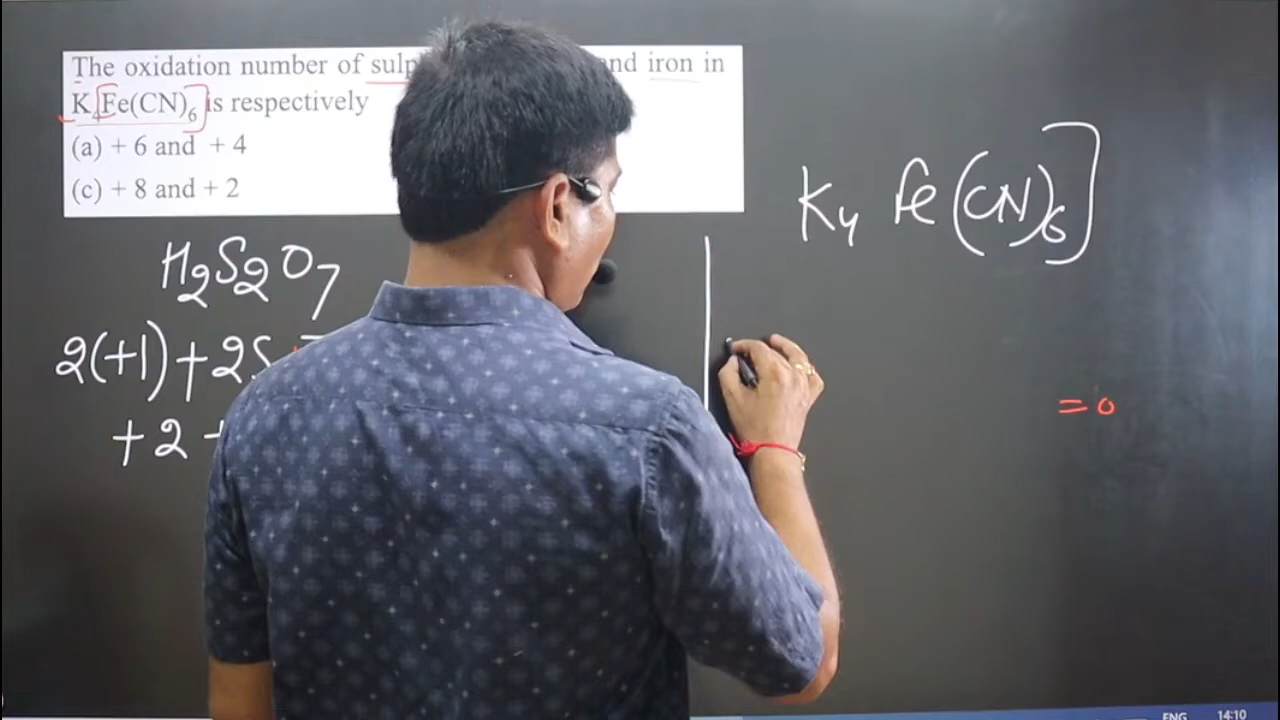 The oxidation number of sulp nd iron in
K4Fe(CN)6 is respectively
(a) + 6 and + 4
(c) + 8 and + 2
H2S2O7
2(+1)+2S
+2+
K4 Fe(CN)6]
=0
ENG 14:10